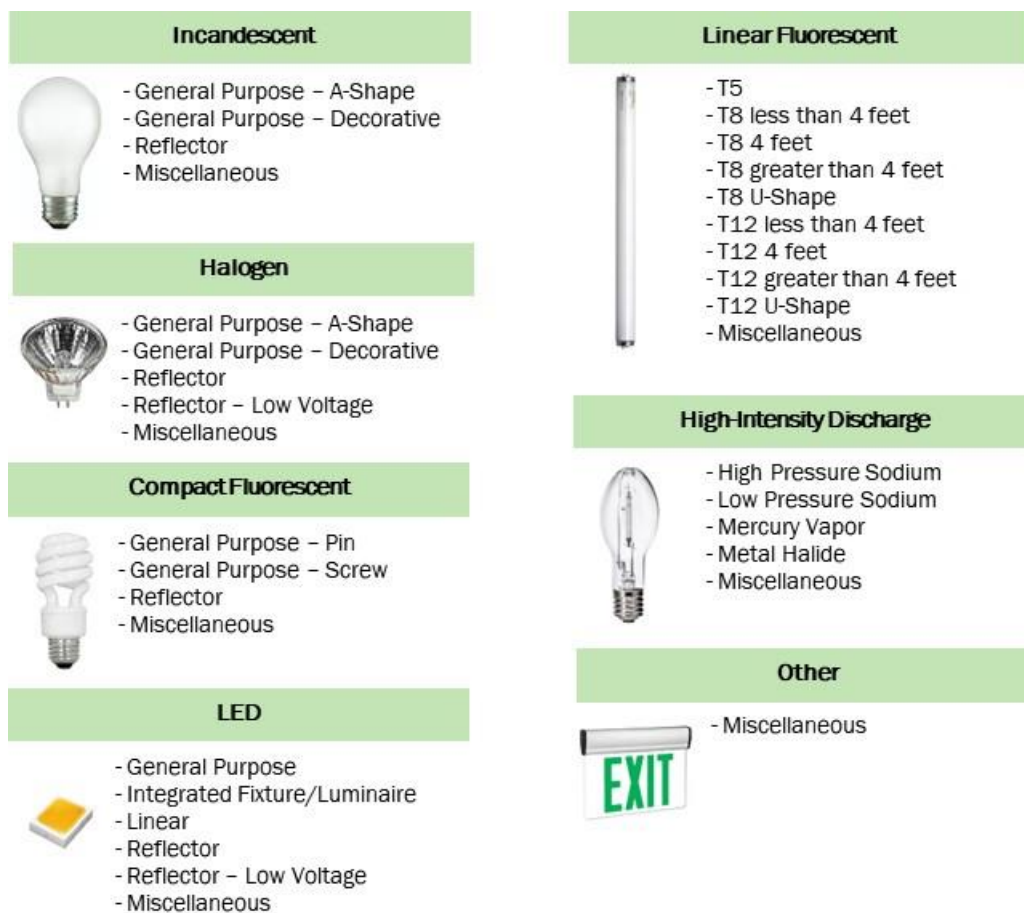 Incandescent
- General Purpose – A-Shape
- General Purpose – Decorative
- Reflector
- Miscellaneous
Halogen
- General Purpose – A-Shape
- General Purpose – Decorative
- Reflector
- Reflector – Low Voltage
- Miscellaneous
Compact Fluorescent
- General Purpose – Pin
- General Purpose – Screw
- Reflector
- Miscellaneous
LED
- General Purpose
- Integrated Fixture/Luminaire
- Linear
- Reflector
- Reflector – Low Voltage
- Miscellaneous
Linear Fluorescent
- T5
- T8 less than 4 feet
- T8 4 feet
- T8 greater than 4 feet
- T8 U-Shape
- T12 less than 4 feet
- T12 4 feet
- T12 greater than 4 feet
- T12 U-Shape
- Miscellaneous
High-Intensity Discharge
- High Pressure Sodium
- Low Pressure Sodium
- Mercury Vapor
- Metal Halide
- Miscellaneous
Other
- Miscellaneous
EXIT